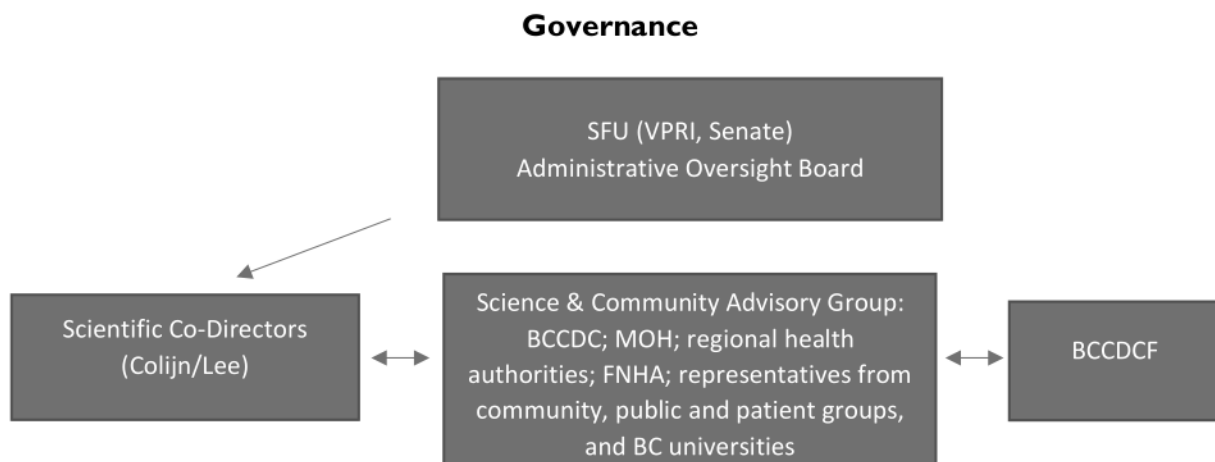 Governance
SFU (VPRI, Senate)
Administrative Oversight Board
Scientific Co-Directors
(Colijn/Lee)
Science & Community Advisory Group:
BCCDC; MOH; regional health
authorities; FNHA; representatives from
community, public and patient groups,
and BC universities
BCCDCF